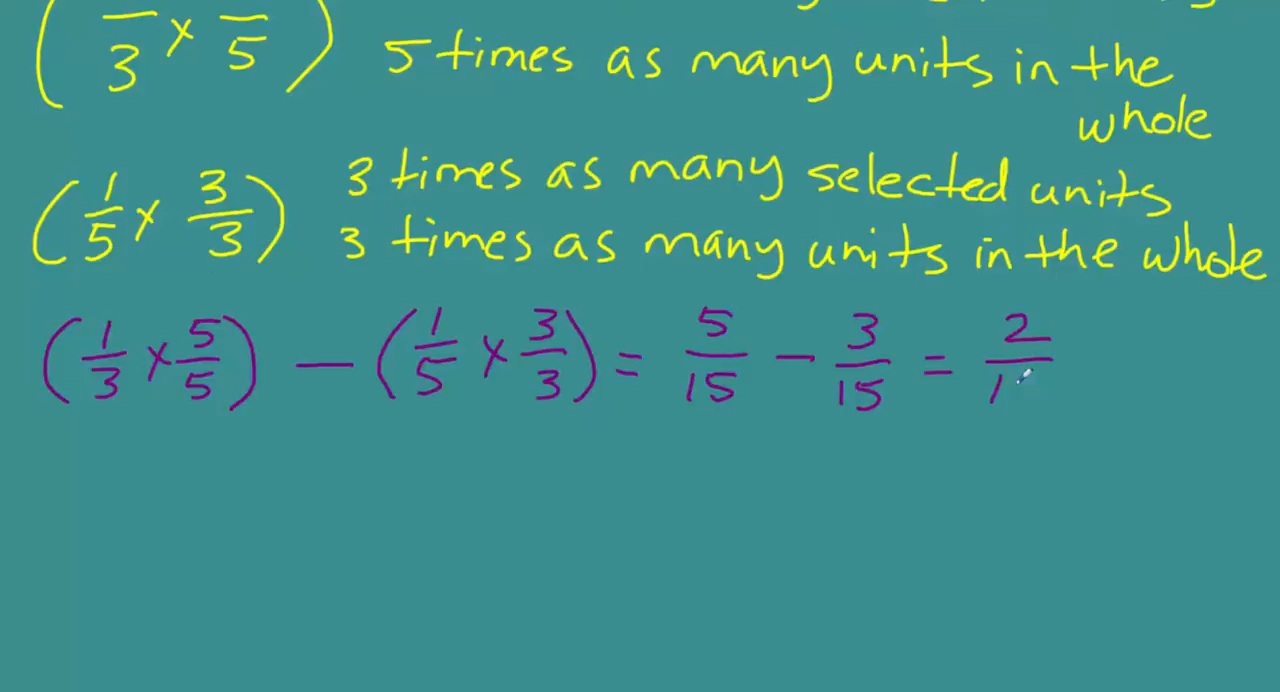 ( /3 × /5 ) 5 times as many units in the
whole
(1/5 × 3/3) 3 times as many selected units
3 times as many units in the whole
(1/3 × 5/5) — (1/5 × 3/3) = 5/15 – 3/15 = 2/1